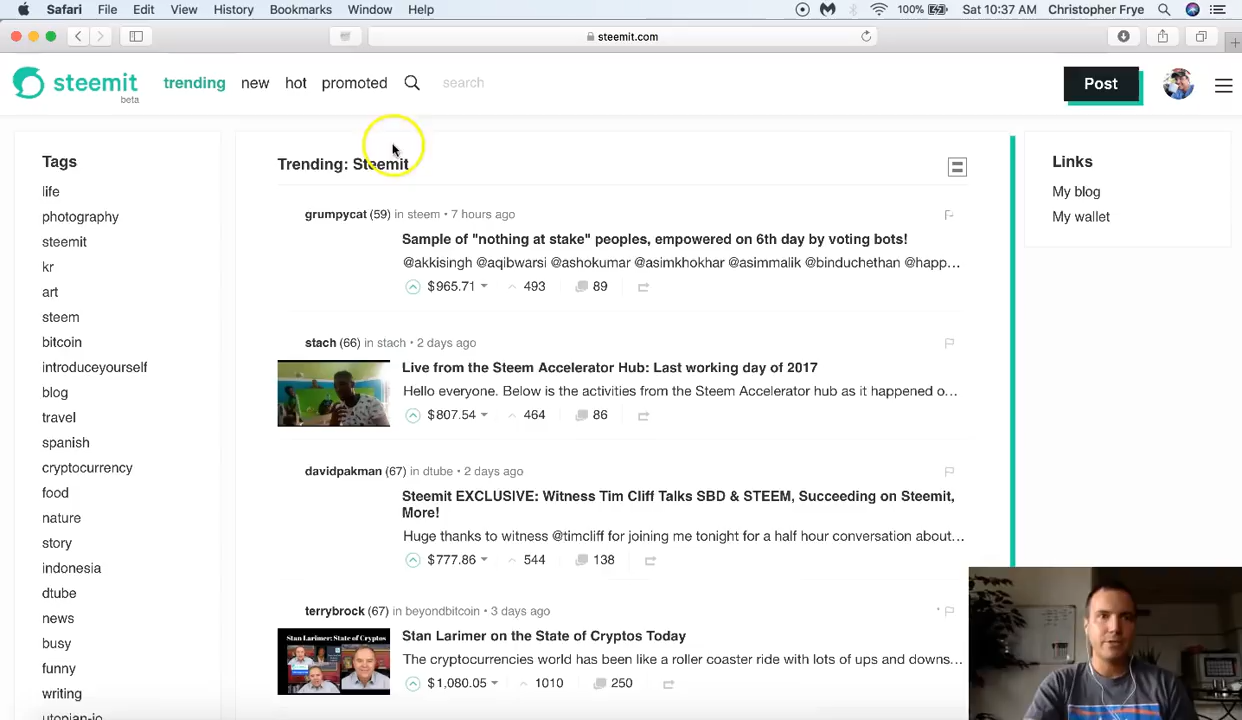 Safari File Edit View History Bookmarks Window Help 100% Sat 10:37 AM Christopher Frye
steemit.com
steemit
beta
trending new hot promoted search Post
Tags
life
photography
steemit
kr
art
steem
bitcoin
introduceyourself
blog
travel
spanish
cryptocurrency
food
nature
story
indonesia
dtube
news
busy
funny
writing
utopian-io
Trending: Steemit
grumpycat (59) in steem • 7 hours ago
Sample of "nothing at stake" peoples, empowered on 6th day by voting bots!
@akkisingh @aqibwarsi @ashokumar @asimkhokhar @asimmalik @binduchethan @happ…
$965.71 493 89
stach (66) in stach • 2 days ago
Live from the Steem Accelerator Hub: Last working day of 2017
Hello everyone. Below is the activities from the Steem Accelerator hub as it happened o…
$807.54 464 86
davidpakman (67) in dtube • 2 days ago
Steemit EXCLUSIVE: Witness Tim Cliff Talks SBD & STEEM, Succeeding on Steemit,
More!
Huge thanks to witness @timcliff for joining me tonight for a half hour conversation about…
$777.86 544 138
terrybrock (67) in beyondbitcoin • 3 days ago
Stan Larimer: State of Cryptos
Stan Larimer on the State of Cryptos Today
The cryptocurrencies world has been like a roller coaster ride with lots of ups and downs…
$1,080.05 1010 250
Links
My blog
My wallet